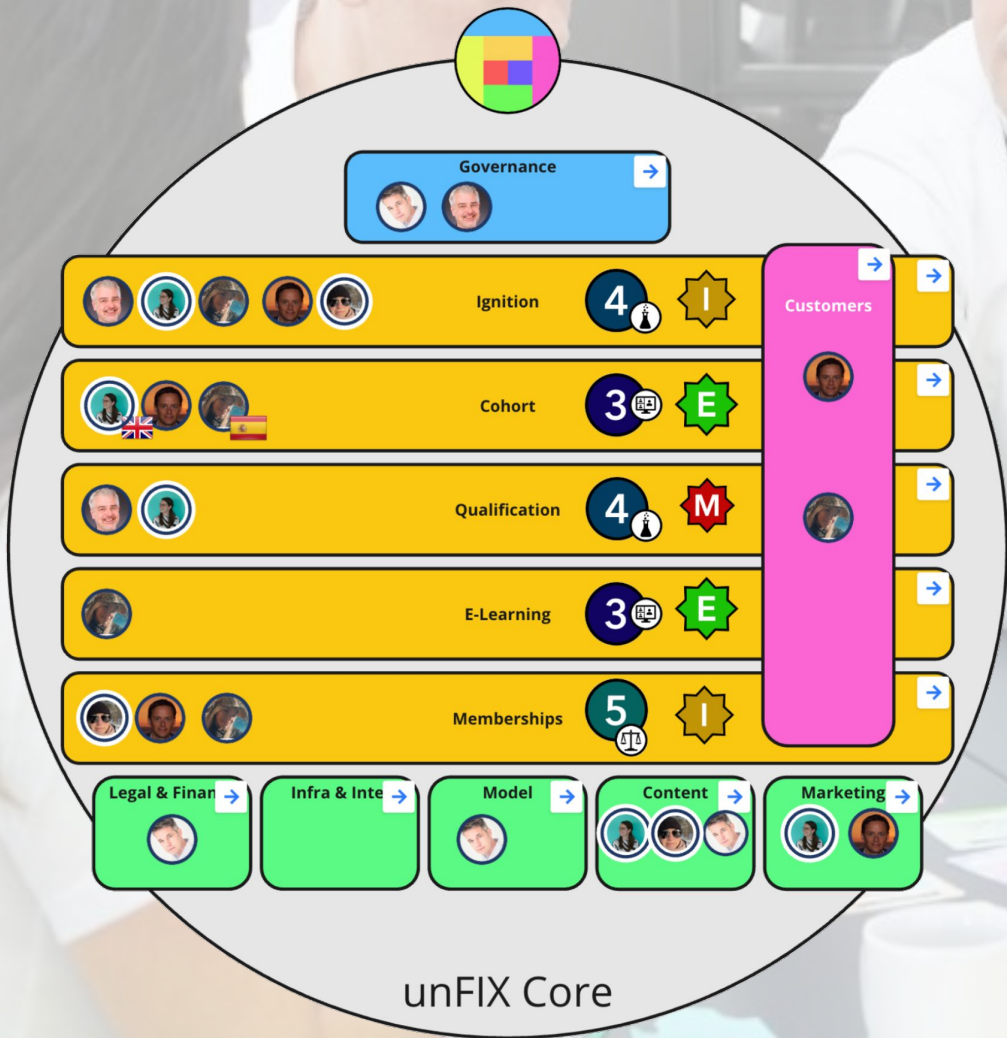 Governance
Ignition
4
I
Customers
Cohort
3
E
Qualification
4
M
E-Learning
3
E
Memberships
5
I
Legal & Finan
Infra & Inte
Model
Content
Marketing
unFIX Core